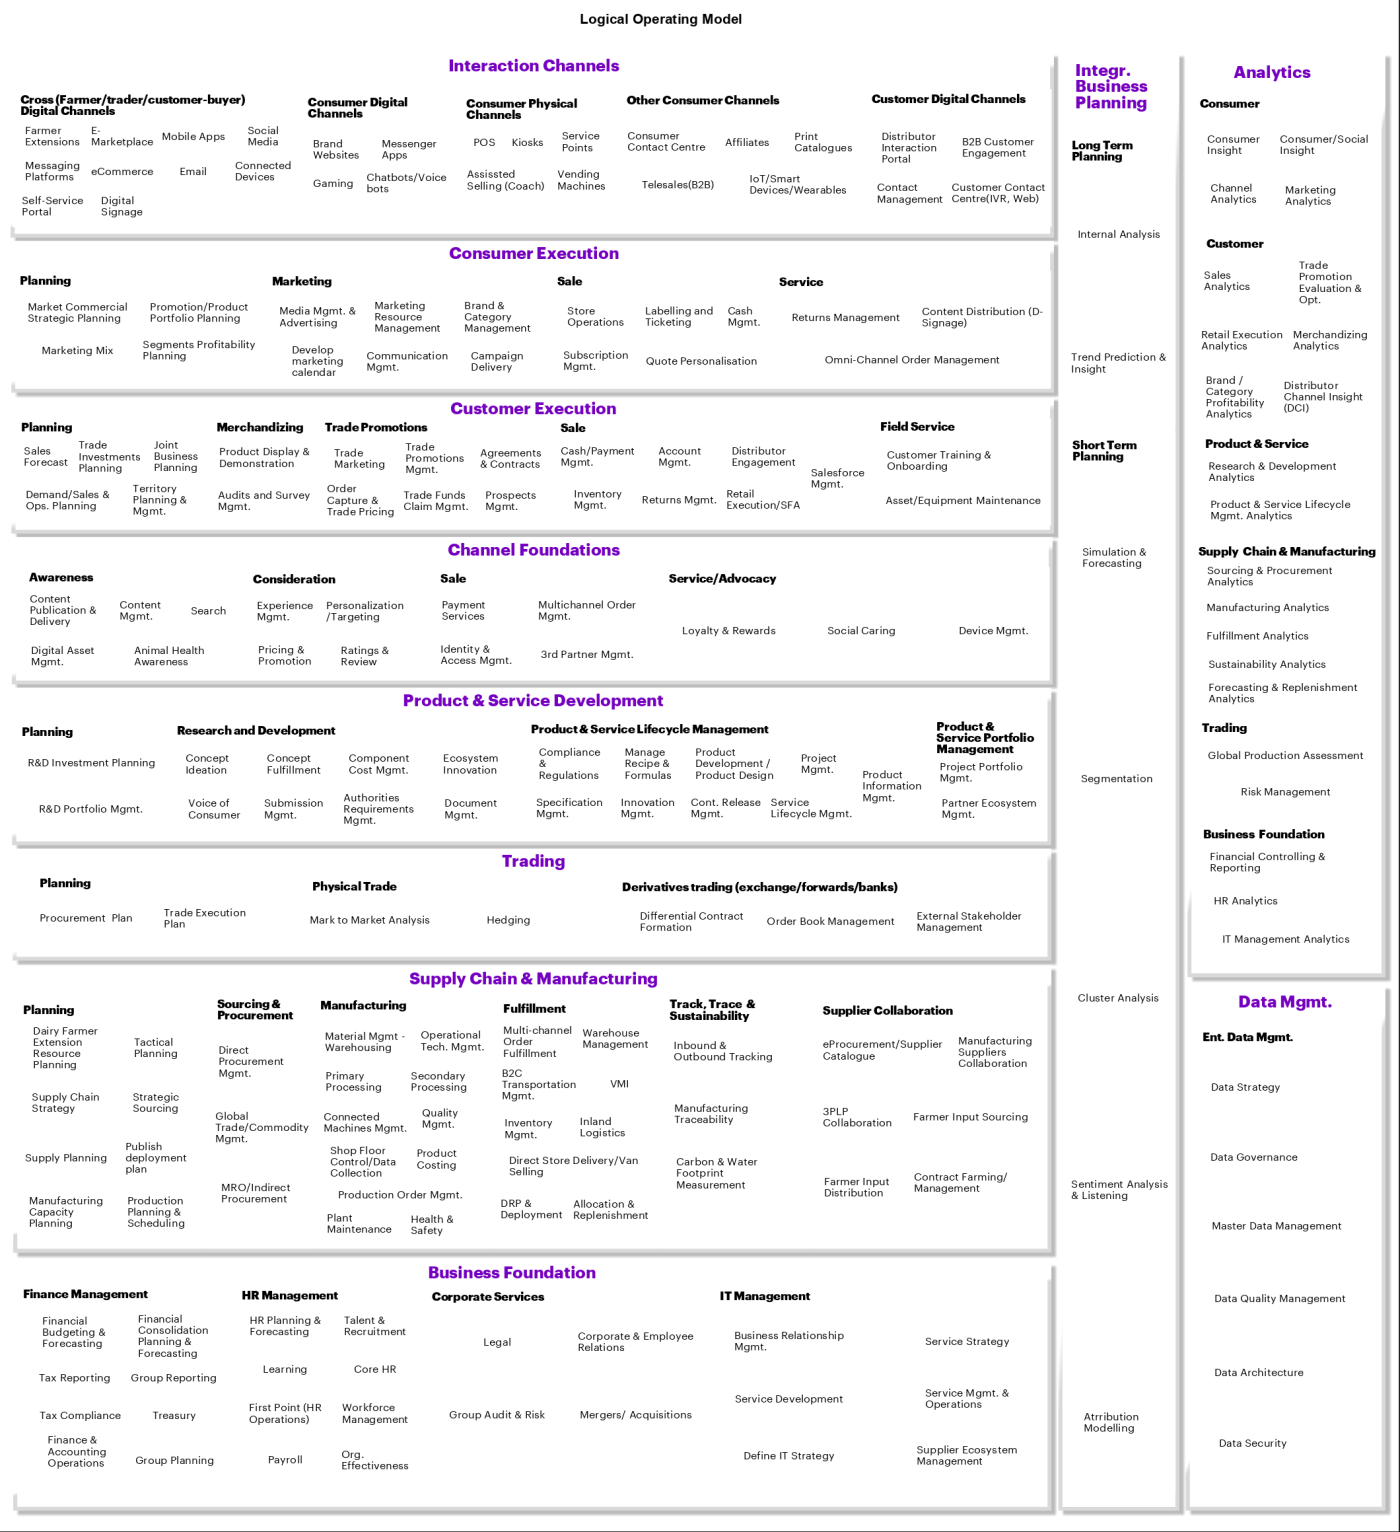 Logical Operating Model
Interaction Channels
Cross (Farmer/trader/customer-buyer)
Digital Channels
Farmer
Extensions
E-
Marketplace
Mobile Apps
Social
Media
Messaging
Platforms
eCommerce
Email
Connected
Devices
Self-Service
Portal
Digital
Signage
Consumer Digital
Channels
Brand
Websites
Messenger
Apps
Gaming
Chatbots/Voice
bots
Consumer Physical
Channels
POS
Kiosks
Service
Points
Assissted
Selling (Coach)
Vending
Machines
Other Consumer Channels
Consumer
Contact Centre
Affiliates
Print
Catalogues
Telesales(B2B)
IoT/Smart
Devices/Wearables
Customer Digital Channels
Distributor
Interaction
Portal
B2B Customer
Engagement
Contact
Management
Customer Contact
Centre(IVR, Web)
Consumer Execution
Planning
Market Commercial
Strategic Planning
Promotion/Product
Portfolio Planning
Marketing Mix
Segments Profitability
Planning
Marketing
Media Mgmt. &
Advertising
Marketing
Resource
Management
Brand &
Category
Management
Develop
marketing
calendar
Communication
Mgmt.
Campaign
Delivery
Sale
Store
Operations
Labelling and
Ticketing
Cash
Mgmt.
Subscription
Mgmt.
Quote Personalisation
Service
Returns Management
Content Distribution (D-
Signage)
Omni-Channel Order Management
Customer Execution
Planning
Sales
Forecast
Trade
Investments
Planning
Joint
Business
Planning
Demand/Sales &
Ops. Planning
Territory
Planning &
Mgmt.
Merchandizing
Product Display &
Demonstration
Audits and Survey
Mgmt.
Trade Promotions
Trade
Marketing
Trade
Promotions
Mgmt.
Agreements
& Contracts
Order
Capture &
Trade Pricing
Trade Funds
Claim Mgmt.
Prospects
Mgmt.
Sale
Cash/Payment
Mgmt.
Account
Mgmt.
Distributor
Engagement
Salesforce
Mgmt.
Inventory
Mgmt.
Returns Mgmt.
Retail
Execution/SFA
Field Service
Customer Training &
Onboarding
Asset/Equipment Maintenance
Channel Foundations
Awareness
Content
Publication &
Delivery
Content
Mgmt.
Search
Digital Asset
Mgmt.
Animal Health
Awareness
Consideration
Experience
Mgmt.
Personalization
/Targeting
Pricing &
Promotion
Ratings &
Review
Sale
Payment
Services
Multichannel Order
Mgmt.
Identity &
Access Mgmt.
3rd Partner Mgmt.
Service/Advocacy
Loyalty & Rewards
Social Caring
Device Mgmt.
Product & Service Development
Planning
R&D Investment Planning
R&D Portfolio Mgmt.
Research and Development
Concept
Ideation
Concept
Fulfillment
Component
Cost Mgmt.
Ecosystem
Innovation
Voice of
Consumer
Submission
Mgmt.
Authorities
Requirements
Mgmt.
Document
Mgmt.
Product & Service Lifecycle Management
Compliance
&
Regulations
Manage
Recipe &
Formulas
Product
Development /
Product Design
Project
Mgmt.
Product
Information
Mgmt.
Specification
Mgmt.
Innovation
Mgmt.
Cont. Release
Mgmt.
Service
Lifecycle Mgmt.
Product &
Service Portfolio
Management
Project Portfolio
Mgmt.
Partner Ecosystem
Mgmt.
Trading
Planning
Procurement Plan
Trade Execution
Plan
Physical Trade
Mark to Market Analysis
Hedging
Derivatives trading (exchange/forwards/banks)
Differential Contract
Formation
Order Book Management
External Stakeholder
Management
Supply Chain & Manufacturing
Planning
Dairy Farmer
Extension
Resource
Planning
Tactical
Planning
Supply Chain
Strategy
Strategic
Sourcing
Supply Planning
Publish
deployment
plan
Manufacturing
Capacity
Planning
Production
Planning &
Scheduling
Sourcing &
Procurement
Direct
Procurement
Mgmt.
Global
Trade/Commodity
Mgmt.
MRO/Indirect
Procurement
Manufacturing
Material Mgmt -
Warehousing
Operational
Tech. Mgmt.
Primary
Processing
Secondary
Processing
Connected
Machines Mgmt.
Quality
Mgmt.
Shop Floor
Control/Data
Collection
Product
Costing
Production Order Mgmt.
Plant
Maintenance
Health &
Safety
Fulfillment
Multi-channel
Order
Fulfillment
Warehouse
Management
B2C
Transportation
Mgmt.
VMI
Inventory
Mgmt.
Inland
Logistics
Direct Store Delivery/Van
Selling
DRP &
Deployment
Allocation &
Replenishment
Track, Trace &
Sustainability
Inbound &
Outbound Tracking
Manufacturing
Traceability
Carbon & Water
Footprint
Measurement
Supplier Collaboration
eProcurement/Supplier
Catalogue
Manufacturing
Suppliers
Collaboration
3PLP
Collaboration
Farmer Input Sourcing
Farmer Input
Distribution
Contract Farming/
Management
Business Foundation
Finance Management
Financial
Budgeting &
Forecasting
Financial
Consolidation
Planning &
Forecasting
Tax Reporting
Group Reporting
Tax Compliance
Treasury
Finance &
Accounting
Operations
Group Planning
HR Management
HR Planning &
Forecasting
Talent &
Recruitment
Learning
Core HR
First Point (HR
Operations)
Workforce
Management
Payroll
Org.
Effectiveness
Corporate Services
Legal
Corporate & Employee
Relations
Group Audit & Risk
Mergers/ Acquisitions
IT Management
Business Relationship
Mgmt.
Service Strategy
Service Development
Service Mgmt. &
Operations
Define IT Strategy
Supplier Ecosystem
Management
Integr.
Business
Planning
Long Term
Planning
Internal Analysis
Trend Prediction &
Insight
Short Term
Planning
Simulation &
Forecasting
Segmentation
Cluster Analysis
Sentiment Analysis
& Listening
Atrribution
Modelling
Analytics
Consumer
Consumer
Insight
Consumer/Social
Insight
Channel
Analytics
Marketing
Analytics
Customer
Sales
Analytics
Trade
Promotion
Evaluation &
Opt.
Retail Execution
Analytics
Merchandizing
Analytics
Brand /
Category
Profitability
Analytics
Distributor
Channel Insight
(DCI)
Product & Service
Research & Development
Analytics
Product & Service Lifecycle
Mgmt. Analytics
Supply Chain & Manufacturing
Sourcing & Procurement
Analytics
Manufacturing Analytics
Fulfillment Analytics
Sustainability Analytics
Forecasting & Replenishment
Analytics
Trading
Global Production Assessment
Risk Management
Business Foundation
Financial Controlling &
Reporting
HR Analytics
IT Management Analytics
Data Mgmt.
Ent. Data Mgmt.
Data Strategy
Data Governance
Master Data Management
Data Quality Management
Data Architecture
Data Security